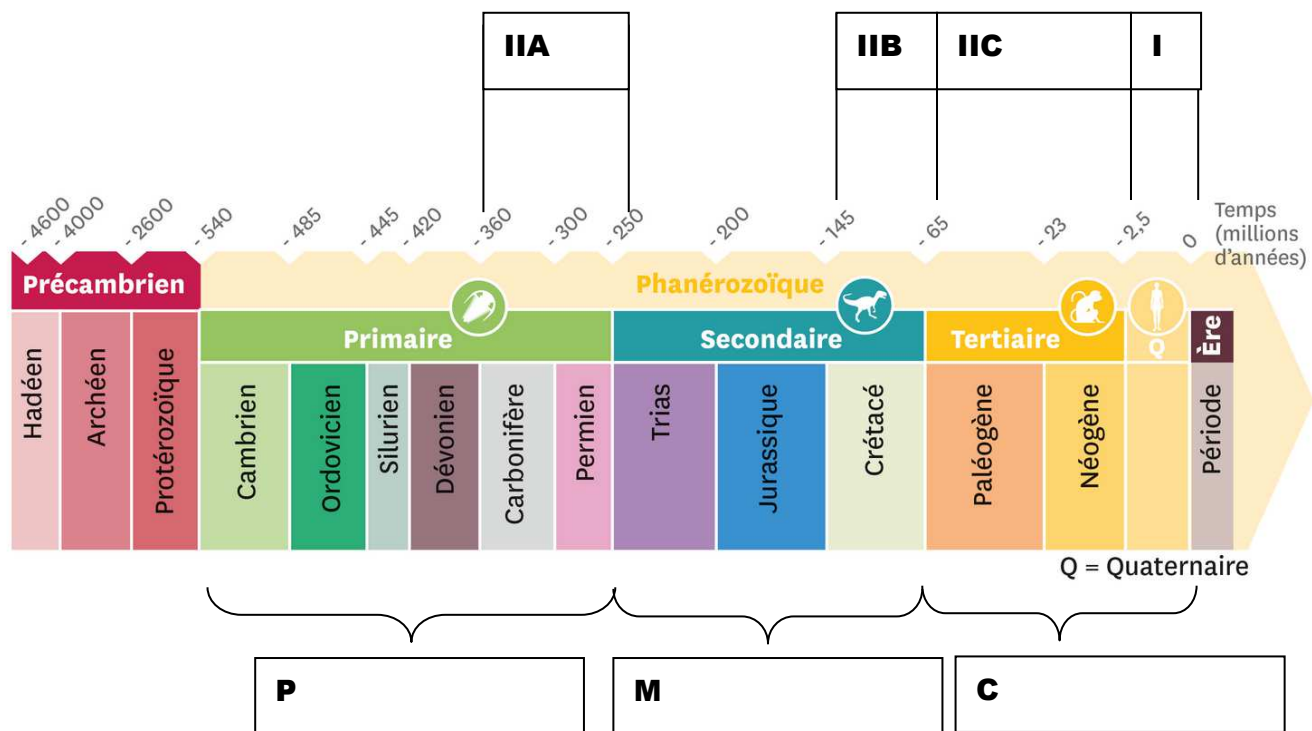 IIA IIB IIC I
- 4600 - 4000 - 2600 - 540 - 485 - 445 - 420 - 360 - 300 - 250 - 200 - 145 - 65 - 23 - 2,5 0
Temps
(millions
d'années)
Précambrien Phanérozoïque
Primaire Secondaire Tertiaire Q Ère
Hadéen Archéen Protérozoïque Cambrien Ordovicien Silurien Dévonien Carbonifère Permien Trias Jurassique Crétacé Paléogène Néogène Période
Q = Quaternaire
P M C